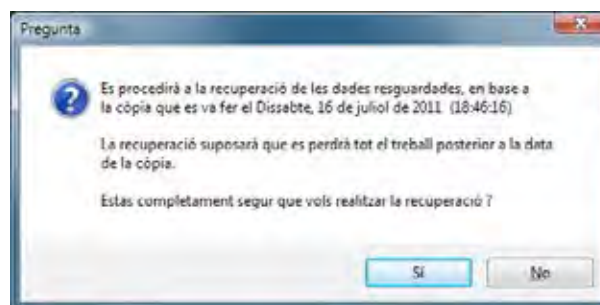 Pregunta
Es procedirà a la recuperació de les dades resguardades, en base a
la còpia que es va fer el Dissabte, 16 de juliol de 2011 (18:46:16)
La recuperació suposarà que es perdrà tot el treball posterior a la data
de la còpia.
Estas completament segur que vols realitzar la recuperació ?
Sí
No